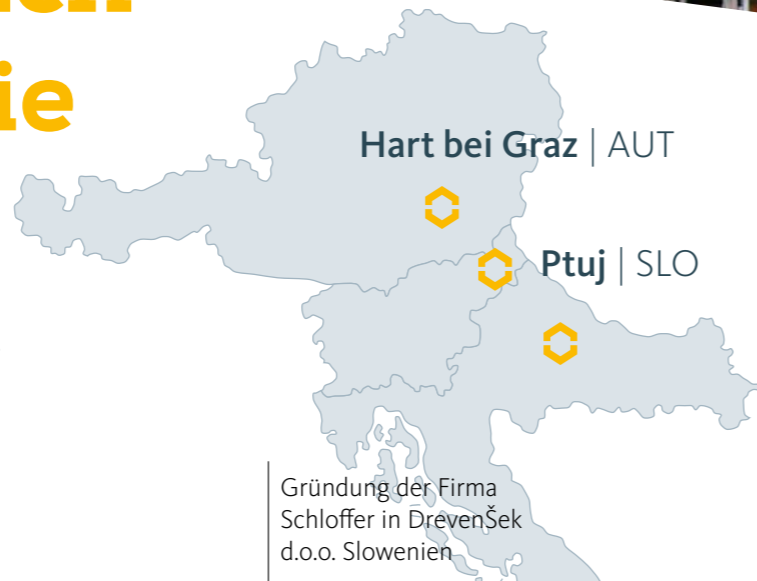 ie
Hart bei Graz | AUT
Ptuj | SLO
Gründung der Firma
Schloffer in DrevenŠek
d.o.o. Slowenien